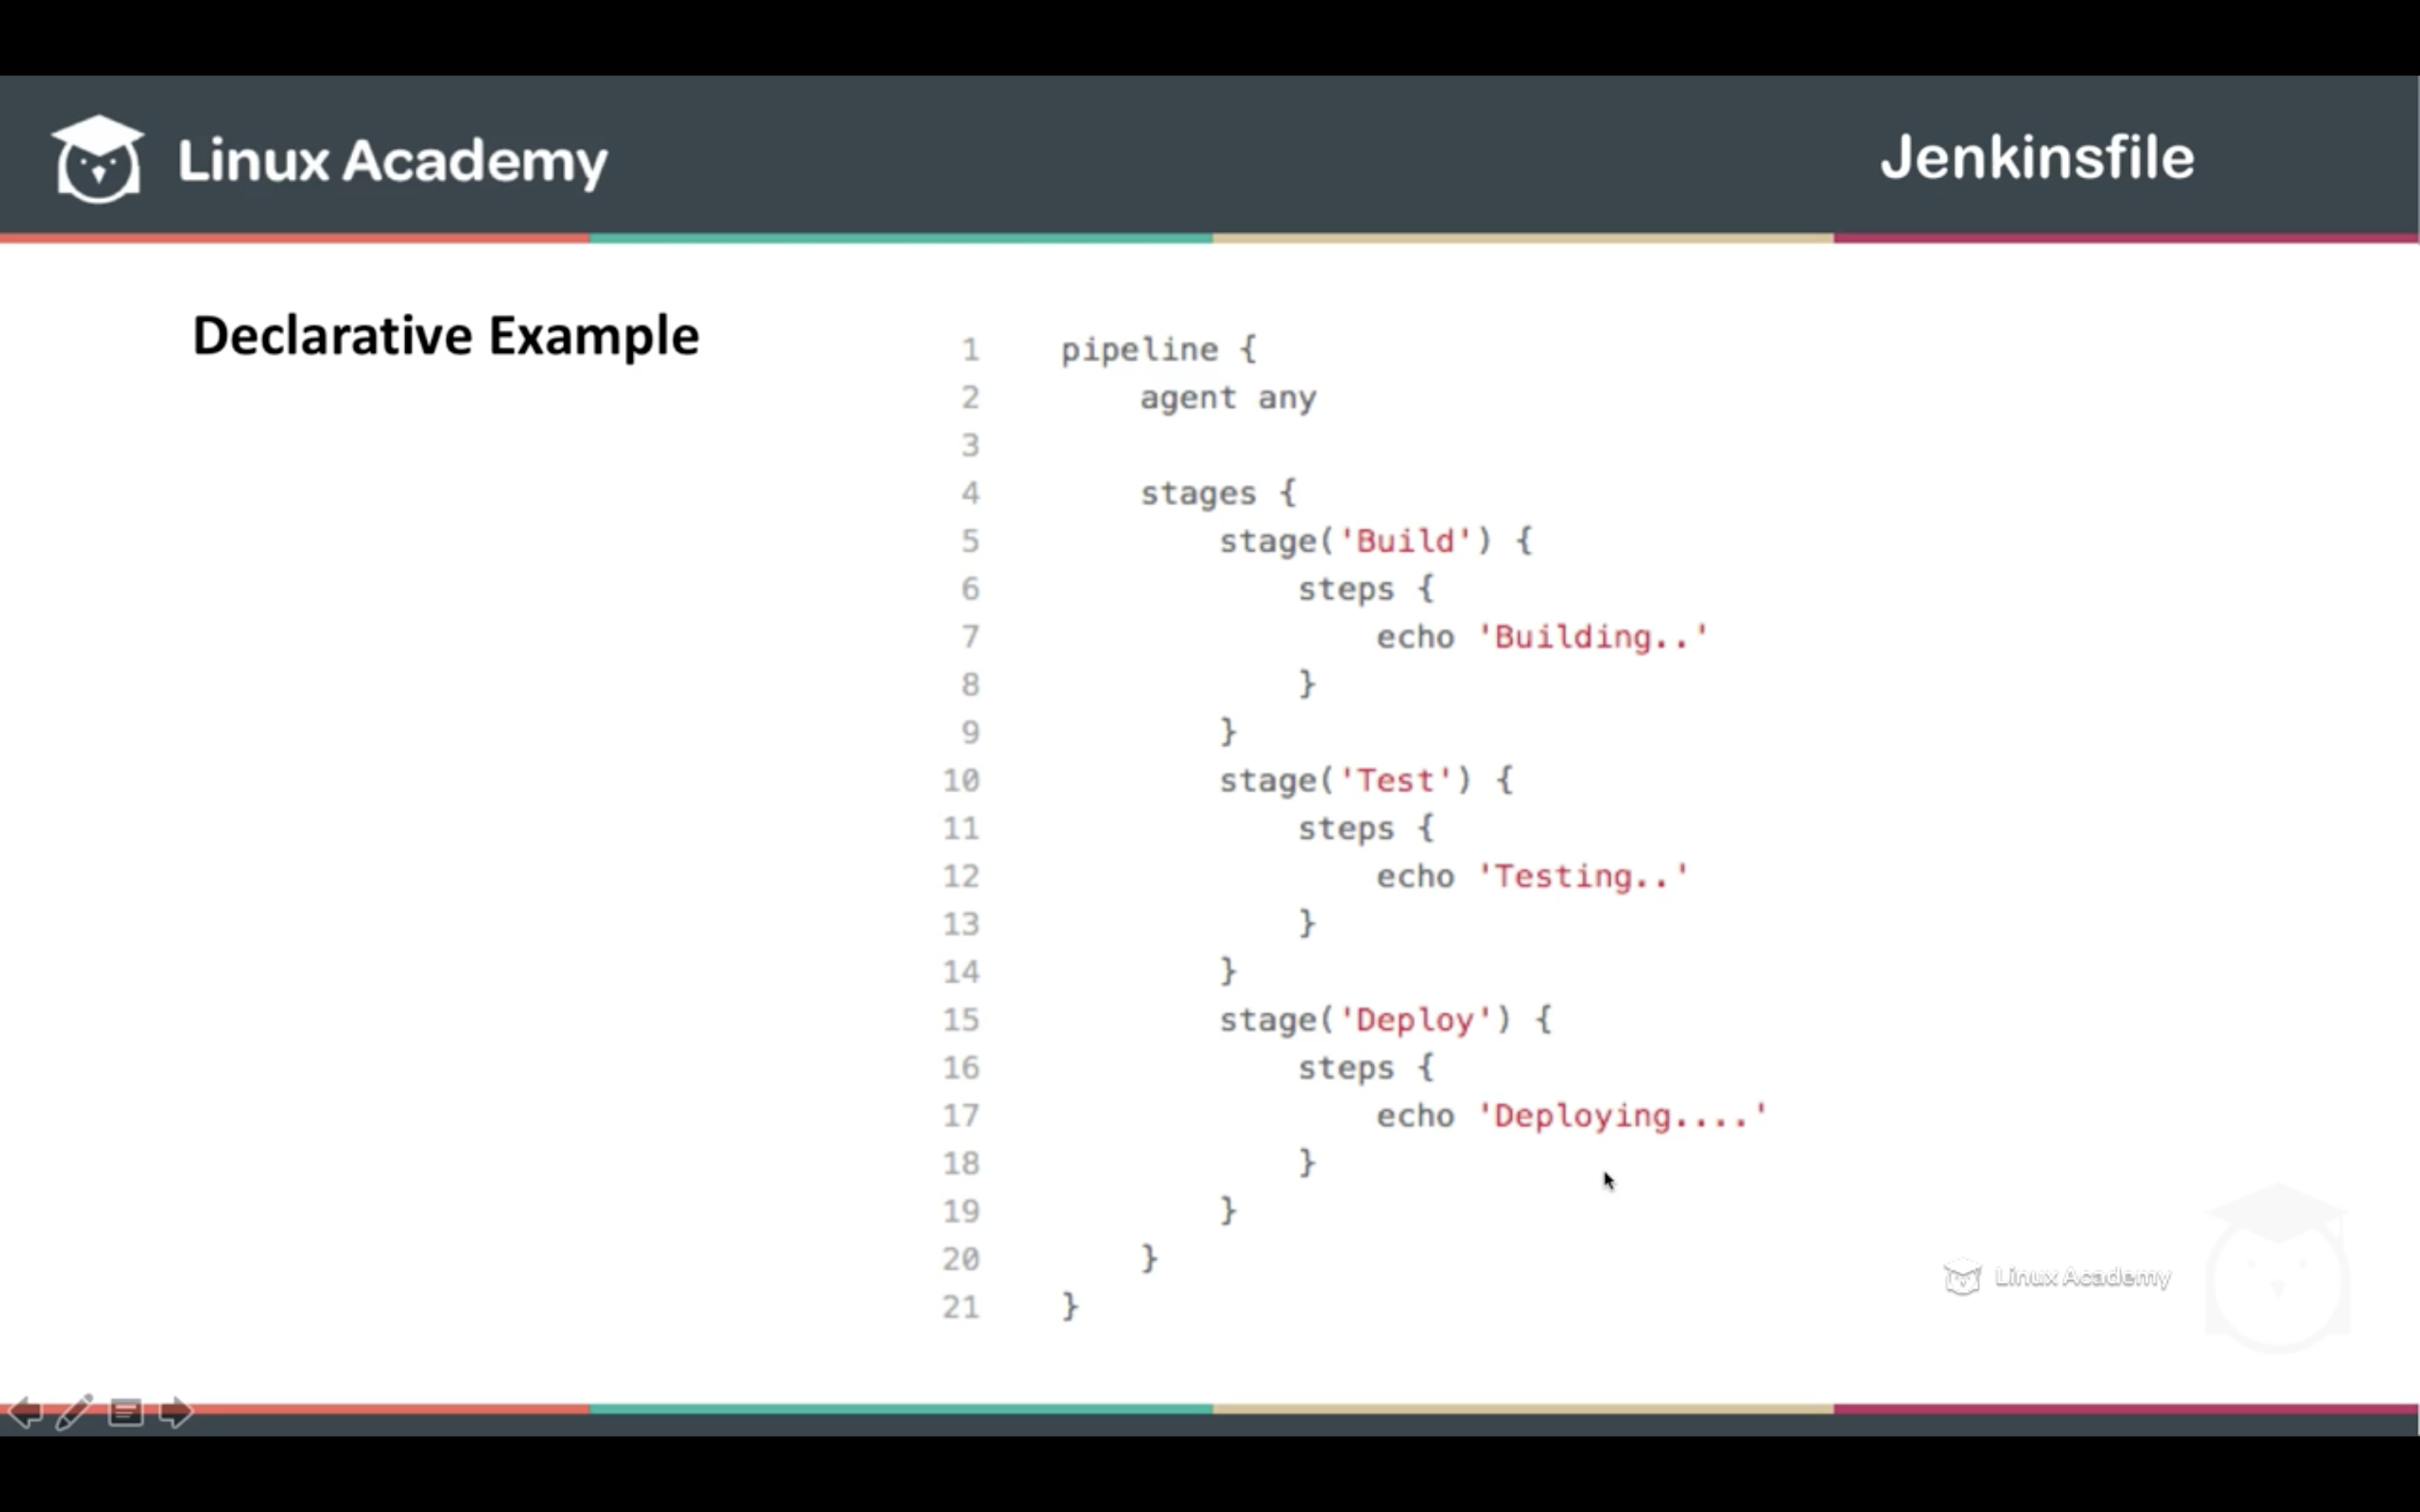 Linux Academy
Jenkinsfile
Declarative Example
1 pipeline {
2     agent any
3
4     stages {
5         stage('Build') {
6             steps {
7                 echo 'Building..'
8             }
9         }
10         stage('Test') {
11             steps {
12                 echo 'Testing..'
13             }
14         }
15         stage('Deploy') {
16             steps {
17                 echo 'Deploying....'
18             }
19         }
20     }
21 }
Linux Academy